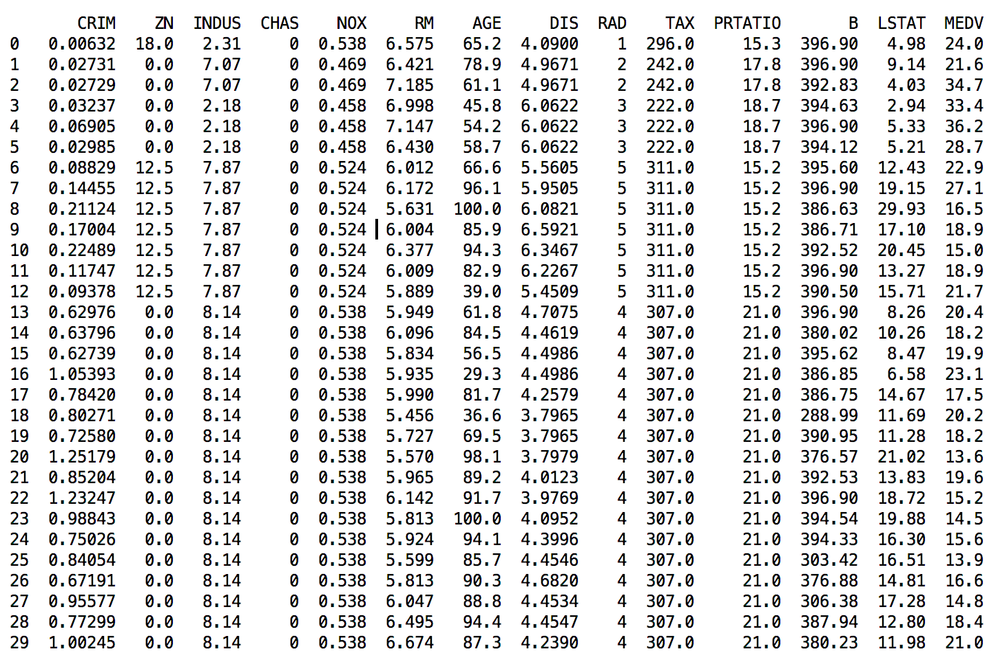 CRIM ZN INDUS CHAS NOX RM AGE DIS RAD TAX PRTATIO B LSTAT MEDV
0 0.00632 18.0 2.31 0 0.538 6.575 65.2 4.0900 1 296.0 15.3 396.90 4.98 24.0
1 0.02731 0.0 7.07 0 0.469 6.421 78.9 4.9671 2 242.0 17.8 396.90 9.14 21.6
2 0.02729 0.0 7.07 0 0.469 7.185 61.1 4.9671 2 242.0 17.8 392.83 4.03 34.7
3 0.03237 0.0 2.18 0 0.458 6.998 45.8 6.0622 3 222.0 18.7 394.63 2.94 33.4
4 0.06905 0.0 2.18 0 0.458 7.147 54.2 6.0622 3 222.0 18.7 396.90 5.33 36.2
5 0.02985 0.0 2.18 0 0.458 6.430 58.7 6.0622 3 222.0 18.7 394.12 5.21 28.7
6 0.08829 12.5 7.87 0 0.524 6.012 66.6 5.5605 5 311.0 15.2 395.60 12.43 22.9
7 0.14455 12.5 7.87 0 0.524 6.172 96.1 5.9505 5 311.0 15.2 396.90 19.15 27.1
8 0.21124 12.5 7.87 0 0.524 5.631 100.0 6.0821 5 311.0 15.2 386.63 29.93 16.5
9 0.17004 12.5 7.87 0 0.524 6.004 85.9 6.5921 5 311.0 15.2 386.71 17.10 18.9
10 0.22489 12.5 7.87 0 0.524 6.377 94.3 6.3467 5 311.0 15.2 392.52 20.45 15.0
11 0.11747 12.5 7.87 0 0.524 6.009 82.9 6.2267 5 311.0 15.2 396.90 13.27 18.9
12 0.09378 12.5 7.87 0 0.524 5.889 39.0 5.4509 5 311.0 15.2 390.50 15.71 21.7
13 0.62976 0.0 8.14 0 0.538 5.949 61.8 4.7075 4 307.0 21.0 396.90 8.26 20.4
14 0.63796 0.0 8.14 0 0.538 6.096 84.5 4.4619 4 307.0 21.0 380.02 10.26 18.2
15 0.62739 0.0 8.14 0 0.538 5.834 56.5 4.4986 4 307.0 21.0 395.62 8.47 19.9
16 1.05393 0.0 8.14 0 0.538 5.935 29.3 4.4986 4 307.0 21.0 386.85 6.58 23.1
17 0.78420 0.0 8.14 0 0.538 5.990 81.7 4.2579 4 307.0 21.0 386.75 14.67 17.5
18 0.80271 0.0 8.14 0 0.538 5.456 36.6 3.7965 4 307.0 21.0 288.99 11.69 20.2
19 0.72580 0.0 8.14 0 0.538 5.727 69.5 3.7965 4 307.0 21.0 390.95 11.28 18.2
20 1.25179 0.0 8.14 0 0.538 5.570 98.1 3.7979 4 307.0 21.0 376.57 21.02 13.6
21 0.85204 0.0 8.14 0 0.538 5.965 89.2 4.0123 4 307.0 21.0 392.53 13.83 19.6
22 1.23247 0.0 8.14 0 0.538 6.142 91.7 3.9769 4 307.0 21.0 396.90 18.72 15.2
23 0.98843 0.0 8.14 0 0.538 5.813 100.0 4.0952 4 307.0 21.0 394.54 19.88 14.5
24 0.75026 0.0 8.14 0 0.538 5.924 94.1 4.3996 4 307.0 21.0 394.33 16.30 15.6
25 0.84054 0.0 8.14 0 0.538 5.599 85.7 4.4546 4 307.0 21.0 303.42 16.51 13.9
26 0.67191 0.0 8.14 0 0.538 5.813 90.3 4.6820 4 307.0 21.0 376.88 14.81 16.6
27 0.95577 0.0 8.14 0 0.538 6.047 88.8 4.4534 4 307.0 21.0 306.38 17.28 14.8
28 0.77299 0.0 8.14 0 0.538 6.495 94.4 4.4547 4 307.0 21.0 387.94 12.80 18.4
29 1.00245 0.0 8.14 0 0.538 6.674 87.3 4.2390 4 307.0 21.0 380.23 11.98 21.0